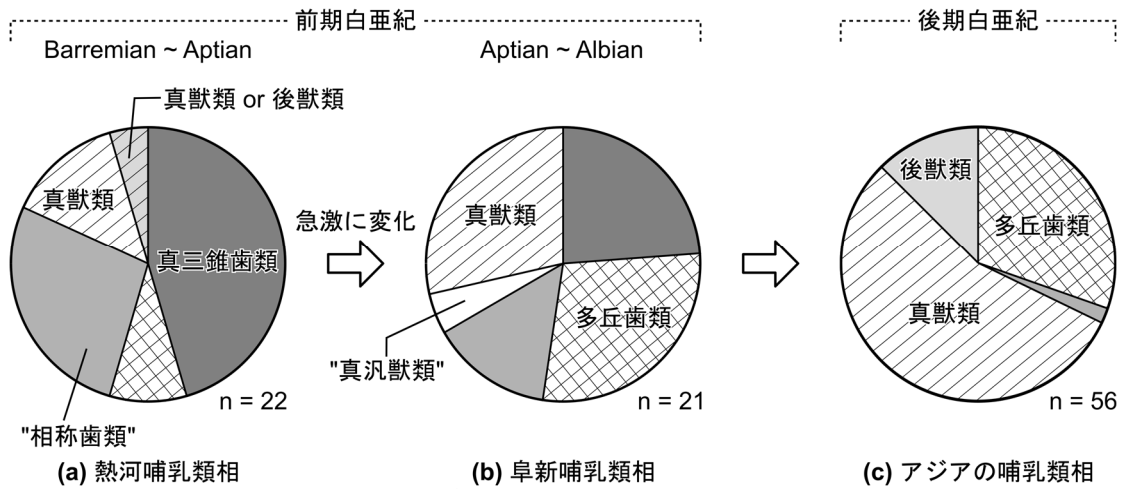 前期白亜紀
後期白亜紀
Barremian ~ Aptian
Aptian ~ Albian
真獣類 or 後獣類
真獣類
真三錐歯類
"相称歯類"
n = 22
急激に変化
真獣類
多丘歯類
"真汎獣類"
n = 21
後獣類
多丘歯類
真獣類
n = 56
(a) 熱河哺乳類相
(b) 阜新哺乳類相
(c) アジアの哺乳類相